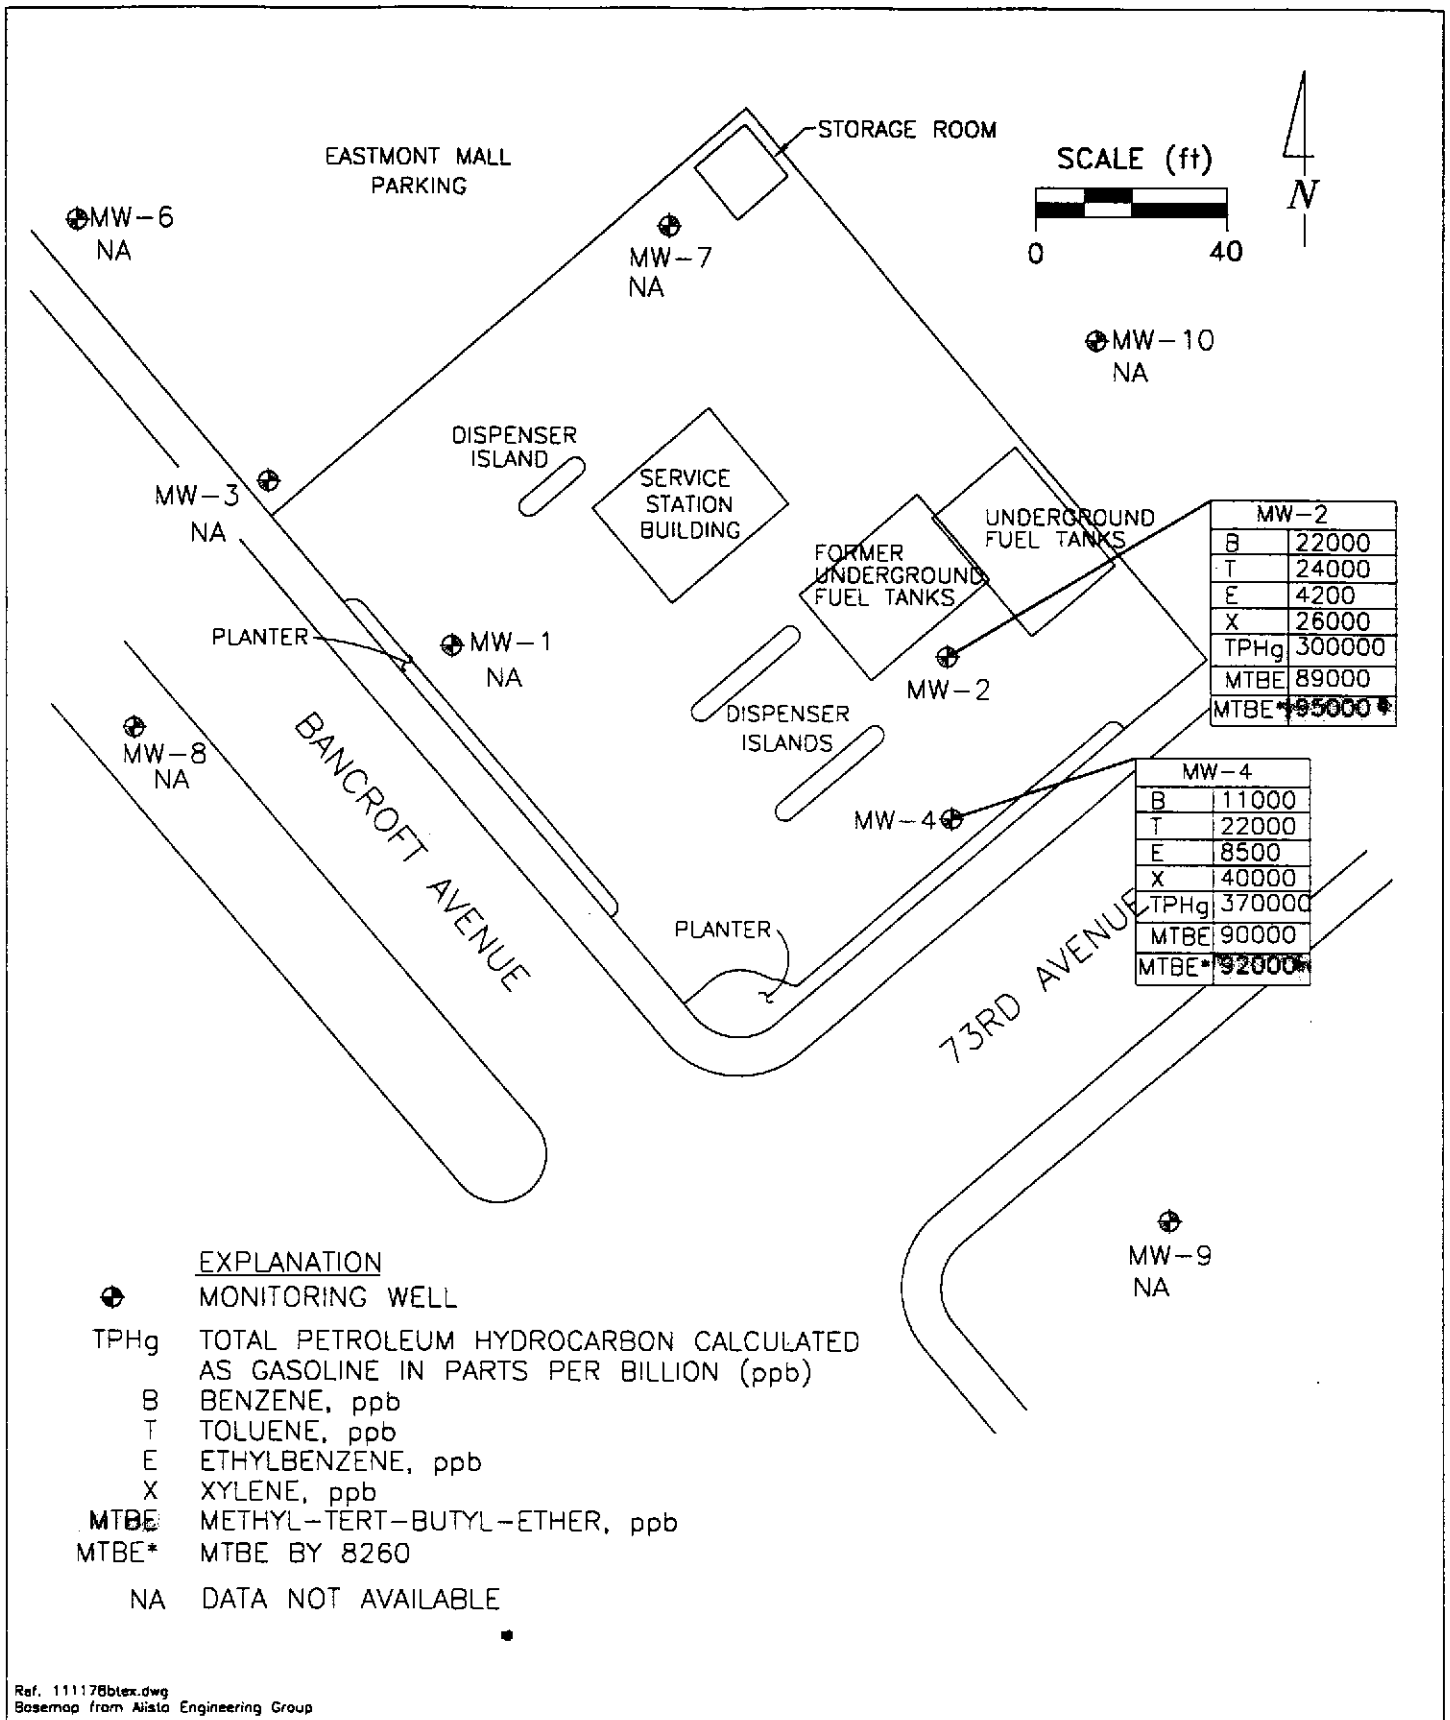 EASTMONT MALL
PARKING
STORAGE ROOM
SCALE (ft)
0 40
N
MW-6
NA
MW-7
NA
MW-10
NA
DISPENSER
ISLAND
SERVICE
STATION
BUILDING
MW-3
NA
UNDERGROUND
FUEL TANKS
FORMER
UNDERGROUND
FUEL TANKS
MW-2
B 22000
T 24000
E 4200
X 26000
TPHg 300000
MTBE 89000
MTBE* 95000
PLANTER
MW-1
NA
MW-2
DISPENSER
ISLANDS
MW-8
NA
BANCROFT AVENUE
MW-4
MW-4
B 11000
T 22000
E 8500
X 40000
TPHg 370000
MTBE 90000
MTBE* 92000
PLANTER
73RD AVENUE
MW-9
NA
EXPLANATION
MONITORING WELL
TPHg TOTAL PETROLEUM HYDROCARBON CALCULATED
AS GASOLINE IN PARTS PER BILLION (ppb)
B BENZENE, ppb
T TOLUENE, ppb
E ETHYLBENZENE, ppb
X XYLENE, ppb
MTBE METHYL-TERT-BUTYL-ETHER, ppb
MTBE* MTBE BY 8260
NA DATA NOT AVAILABLE
Ref. 111178btex.dwg
Basemap from Alisto Engineering Group